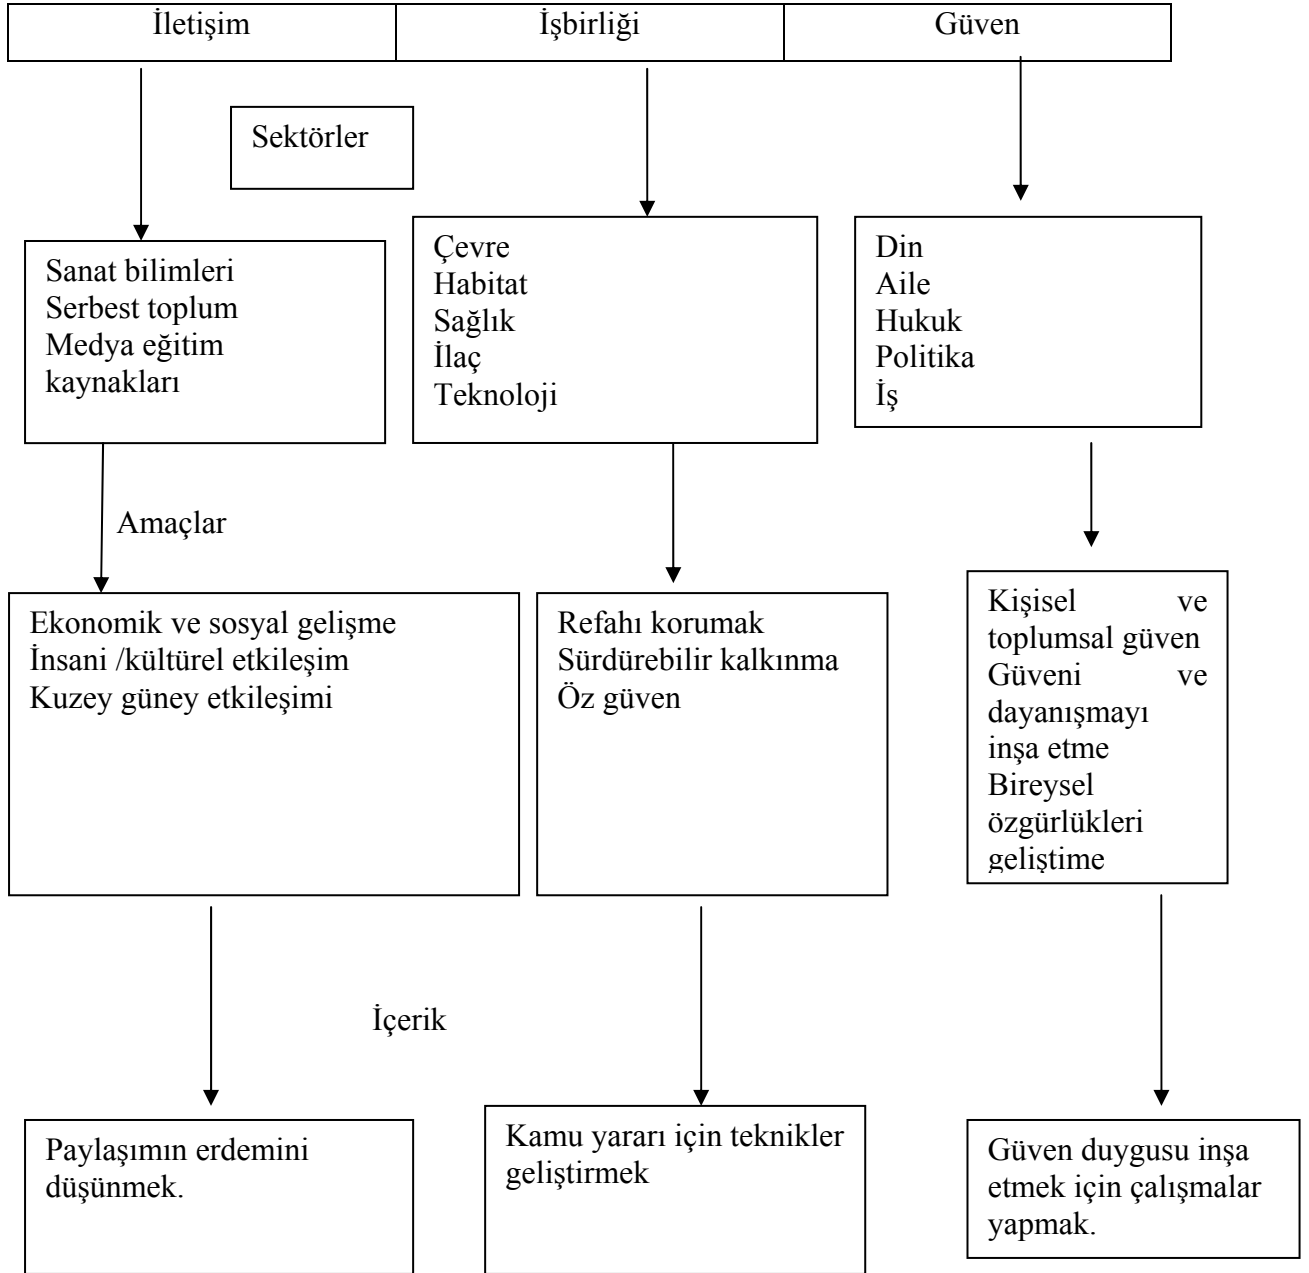 İletişim
İşbirliği
Güven
Sektörler
Sanat bilimleri
Serbest toplum
Medya eğitim
kaynakları
Çevre
Habitat
Sağlık
İlaç
Teknoloji
Din
Aile
Hukuk
Politika
İş
Amaçlar
Ekonomik ve sosyal gelişme
İnsani /kültürel etkileşim
Kuzey güney etkileşimi
Refahı korumak
Sürdürebilir kalkınma
Öz güven
Kişisel ve
toplumsal güven
Güveni ve
dayanışmayı
inşa etme
Bireysel
özgürlükleri
geliştime
İçerik
Paylaşımın erdemini
düşünmek.
Kamu yararı için teknikler
geliştirmek
Güven duygusu inşa
etmek için çalışmalar
yapmak.